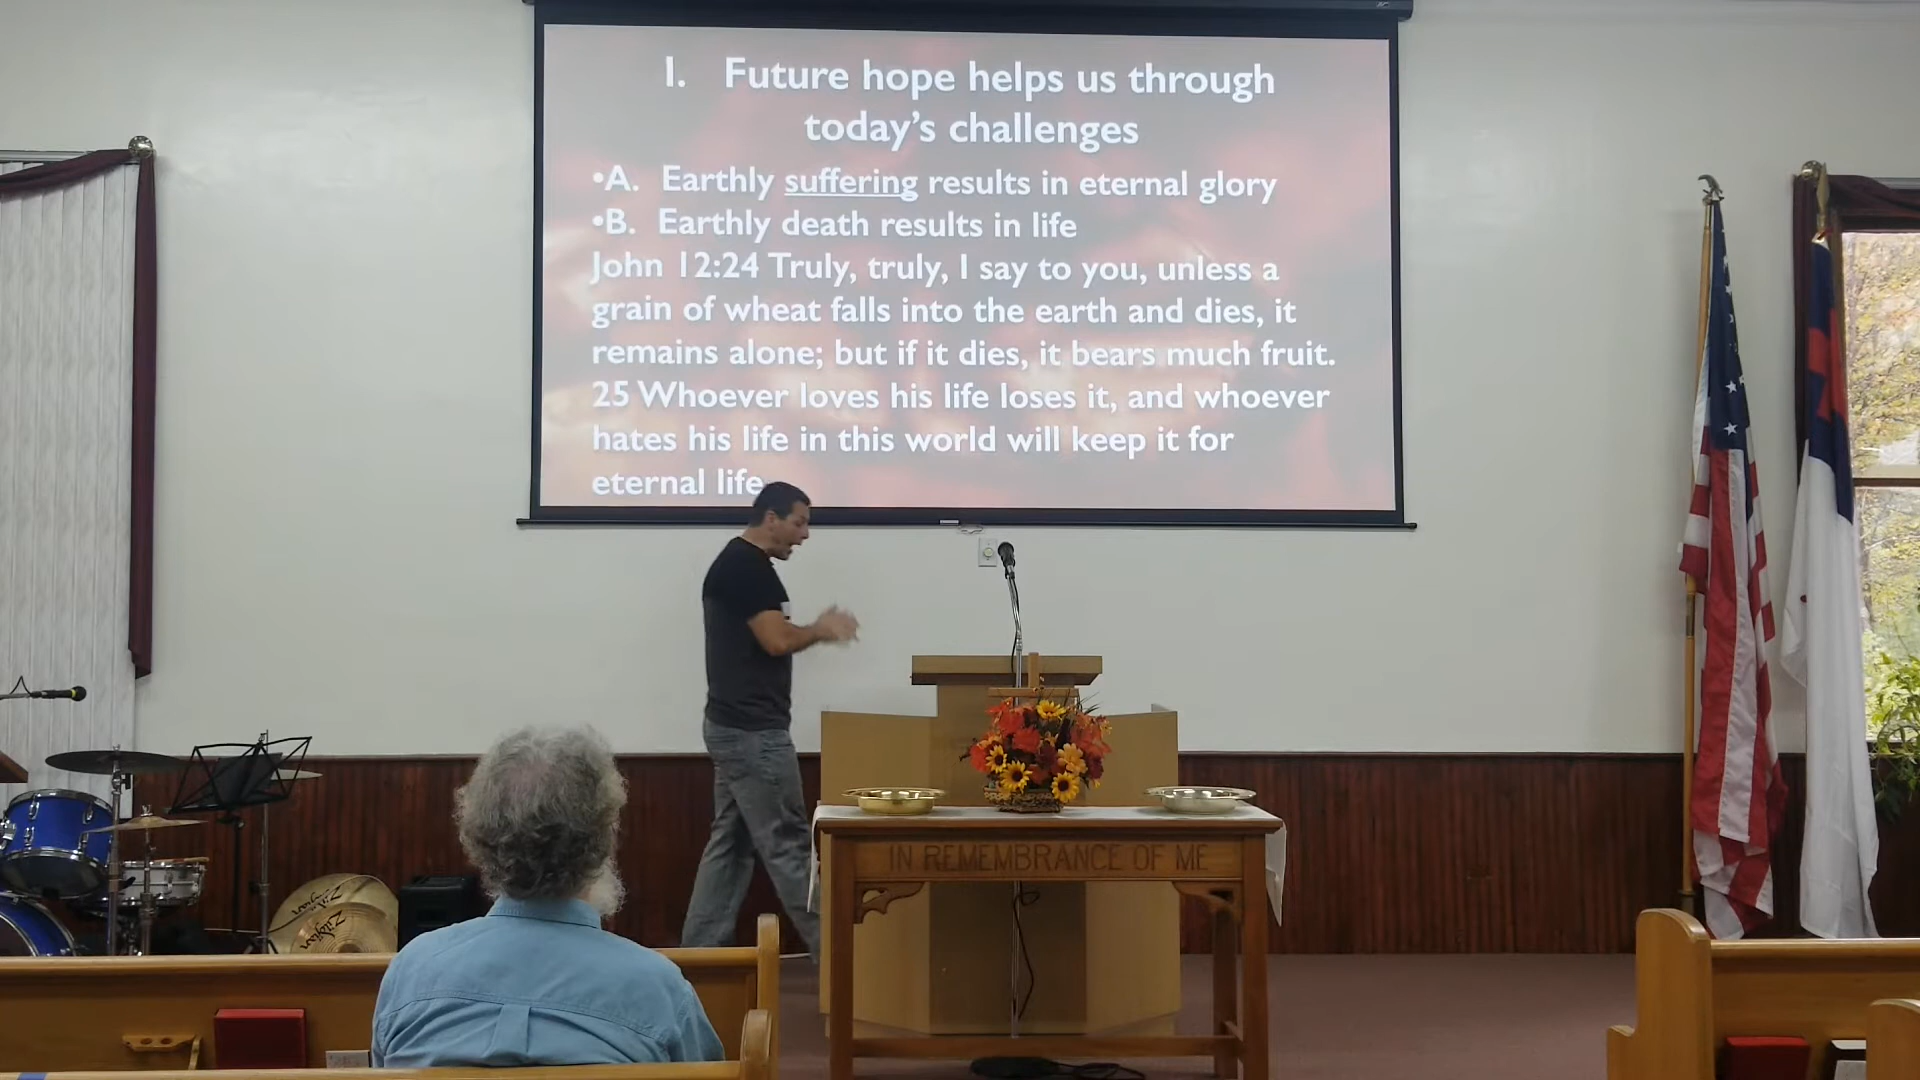 I. Future hope helps us through
today's challenges
•A. Earthly suffering results in eternal glory
•B. Earthly death results in life
John 12:24 Truly, truly, I say to you, unless a
grain of wheat falls into the earth and dies, it
remains alone; but if it dies, it bears much fruit.
25 Whoever loves his life loses it, and whoever
hates his life in this world will keep it for
eternal life
IN REMEMBRANCE OF ME
Zildjian
Zildjian